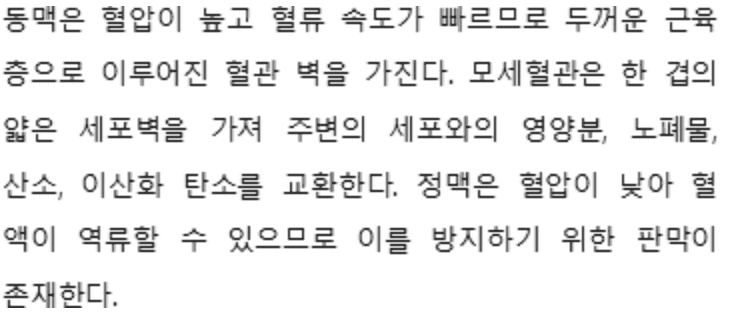 동맥은 혈압이 높고 혈류 속도가 빠르므로 두꺼운 근육
층으로 이루어진 혈관 벽을 가진다. 모세혈관은 한 겹의
얇은 세포벽을 가져 주변의 세포와의 영양분, 노폐물,
산소, 이산화 탄소를 교환한다. 정맥은 혈압이 낮아 혈
액이 역류할 수 있으므로 이를 방지하기 위한 판막이
존재한다.